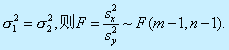 σ₁² = σ₂², 则 F = s_x² / s_y² ~ F(m−1, n−1).